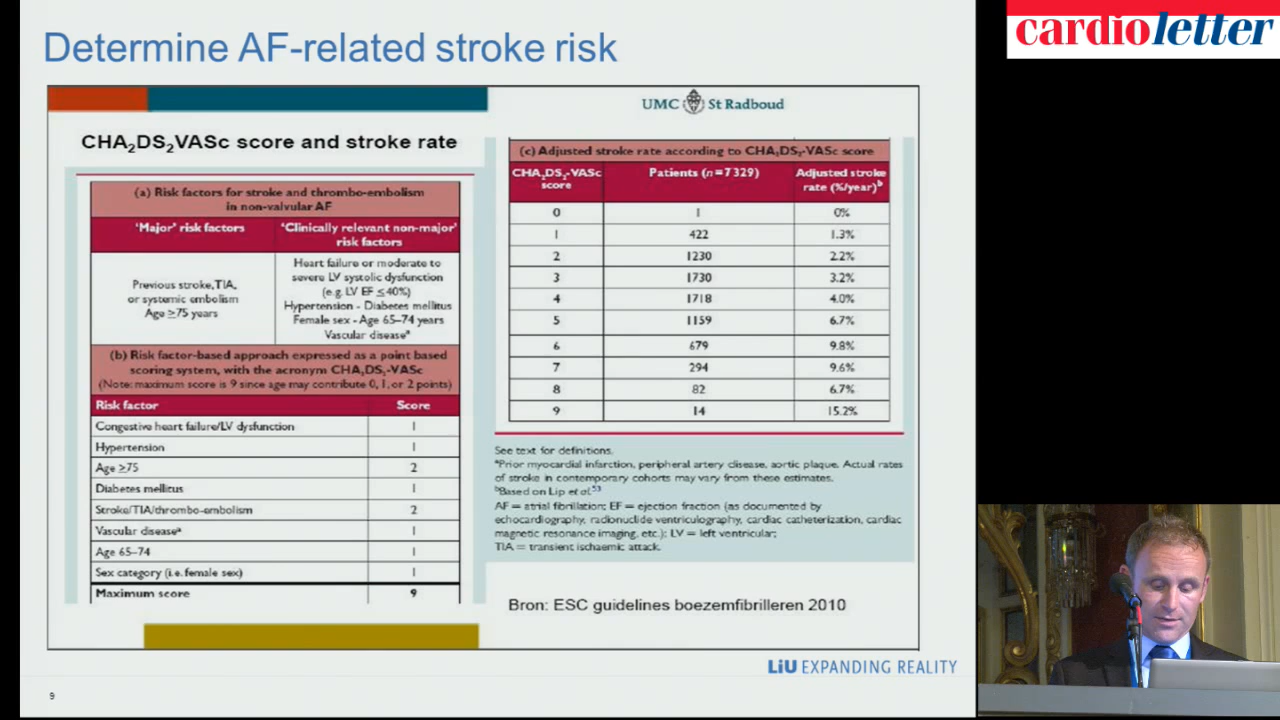 Determine AF-related stroke risk
cardioletter
UMC St Radboud
CHA₂DS₂VASc score and stroke rate
(a) Risk factors for stroke and thrombo-embolism
in non-valvular AF
'Major' risk factors
'Clinically relevant non-major'
risk factors
Previous stroke, TIA,
or systemic embolism
Age ≥75 years
Heart failure or moderate to
severe LV systolic dysfunction
(e.g. LV EF ≤40%)
Hypertension - Diabetes mellitus
Female sex - Age 65–74 years
Vascular diseaseᵃ
(b) Risk factor-based approach expressed as a point based
scoring system, with the acronym CHA₂DS₂-VASc
(Note: maximum score is 9 since age may contribute 0, 1, or 2 points)
Risk factor Score
Congestive heart failure/LV dysfunction 1
Hypertension 1
Age ≥75 2
Diabetes mellitus 1
Stroke/TIA/thrombo-embolism 2
Vascular diseaseᵃ 1
Age 65–74 1
Sex category (i.e. female sex) 1
Maximum score 9
(c) Adjusted stroke rate according to CHA₂DS₂-VASc score
CHA₂DS₂-VASc
score
Patients (n=7329)
Adjusted stroke
rate (%/year)ᵇ
0 1 0%
1 422 1.3%
2 1230 2.2%
3 1730 3.2%
4 1718 4.0%
5 1159 6.7%
6 679 9.8%
7 294 9.6%
8 82 6.7%
9 14 15.2%
See text for definitions.
ᵃPrior myocardial infarction, peripheral artery disease, aortic plaque. Actual rates
of stroke in contemporary cohorts may vary from these estimates.
ᵇBased on Lip et al.⁵³
AF = atrial fibrillation; EF = ejection fraction (as documented by
echocardiography, radionuclide ventriculography, cardiac catheterization, cardiac
magnetic resonance imaging, etc.); LV = left ventricular;
TIA = transient ischaemic attack.
Bron: ESC guidelines boezemfibrilleren 2010
LiU EXPANDING REALITY
9